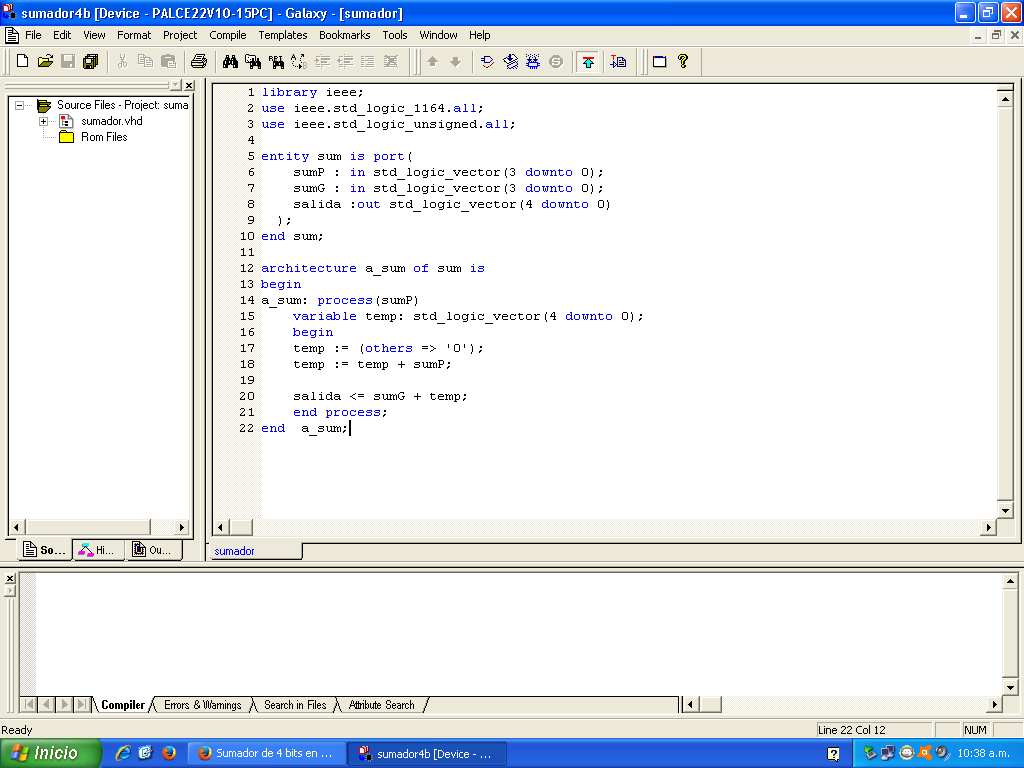 sumador4b [Device - PALCE22V10-15PC] - Galaxy - [sumador]
File Edit View Format Project Compile Templates Bookmarks Tools Window Help
Source Files - Project: suma
sumador.vhd
Rom Files
So... Hi... Ou...
1 library ieee;
2 use ieee.std_logic_1164.all;
3 use ieee.std_logic_unsigned.all;
4
5 entity sum is port(
6 sumP : in std_logic_vector(3 downto 0);
7 sumG : in std_logic_vector(3 downto 0);
8 salida :out std_logic_vector(4 downto 0)
9 );
10 end sum;
11
12 architecture a_sum of sum is
13 begin
14 a_sum: process(sumP)
15 variable temp: std_logic_vector(4 downto 0);
16 begin
17 temp := (others => '0');
18 temp := temp + sumP;
19
20 salida <= sumG + temp;
21 end process;
22 end a_sum;
sumador
Compiler Errors & Warnings Search in Files Attribute Search
Ready Line 22 Col 12 NUM
Inicio Sumador de 4 bits en ... sumador4b [Device - ... 10:38 a.m.